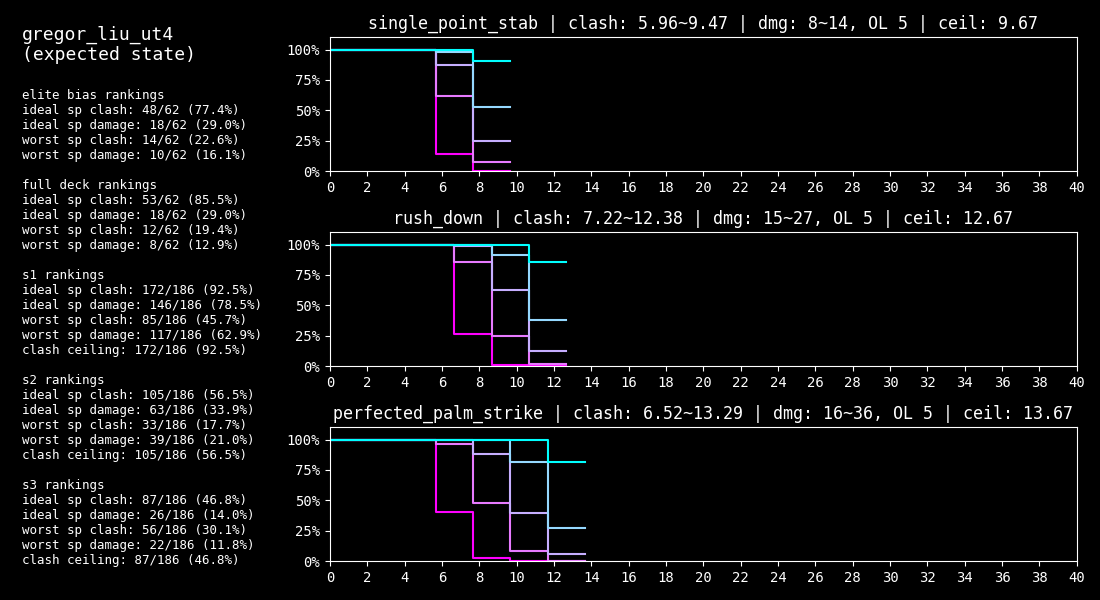 gregor_liu_ut4
(expected state)
elite bias rankings
ideal sp clash: 48/62 (77.4%)
ideal sp damage: 18/62 (29.0%)
worst sp clash: 14/62 (22.6%)
worst sp damage: 10/62 (16.1%)
full deck rankings
ideal sp clash: 53/62 (85.5%)
ideal sp damage: 18/62 (29.0%)
worst sp clash: 12/62 (19.4%)
worst sp damage: 8/62 (12.9%)
s1 rankings
ideal sp clash: 172/186 (92.5%)
ideal sp damage: 146/186 (78.5%)
worst sp clash: 85/186 (45.7%)
worst sp damage: 117/186 (62.9%)
clash ceiling: 172/186 (92.5%)
s2 rankings
ideal sp clash: 105/186 (56.5%)
ideal sp damage: 63/186 (33.9%)
worst sp clash: 33/186 (17.7%)
worst sp damage: 39/186 (21.0%)
clash ceiling: 105/186 (56.5%)
s3 rankings
ideal sp clash: 87/186 (46.8%)
ideal sp damage: 26/186 (14.0%)
worst sp clash: 56/186 (30.1%)
worst sp damage: 22/186 (11.8%)
clash ceiling: 87/186 (46.8%)
single_point_stab | clash: 5.96~9.47 | dmg: 8~14, OL 5 | ceil: 9.67
100%
75%
50%
25%
0%
0 2 4 6 8 10 12 14 16 18 20 22 24 26 28 30 32 34 36 38 40
rush_down | clash: 7.22~12.38 | dmg: 15~27, OL 5 | ceil: 12.67
100%
75%
50%
25%
0%
0 2 4 6 8 10 12 14 16 18 20 22 24 26 28 30 32 34 36 38 40
perfected_palm_strike | clash: 6.52~13.29 | dmg: 16~36, OL 5 | ceil: 13.67
100%
75%
50%
25%
0%
0 2 4 6 8 10 12 14 16 18 20 22 24 26 28 30 32 34 36 38 40